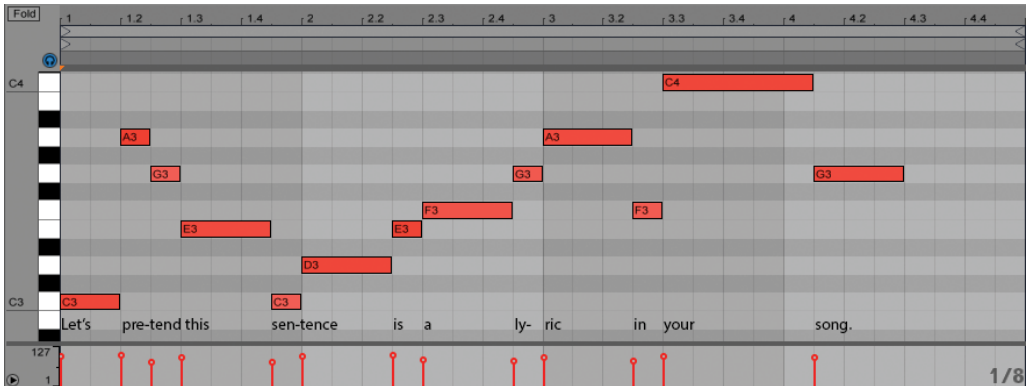 Fold 1 1.2 1.3 1.4 2 2.2 2.3 2.4 3 3.2 3.3 3.4 4 4.2 4.3 4.4
C4 C4
A3 A3
G3 G3 G3
F3 F3
E3 E3
D3
C3 C3 C3
Let's pre-tend this sen-tence is a ly- ric in your song.
127
1 1/8